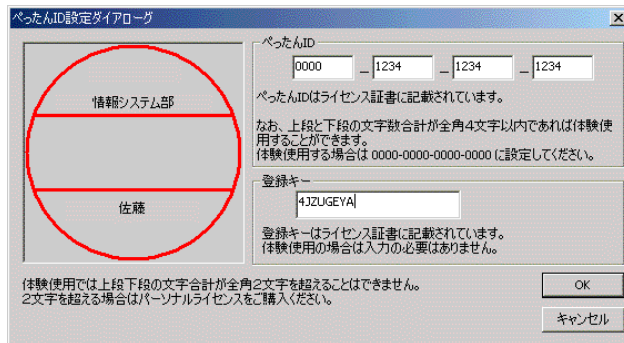 ぺったんID設定ダイアローグ
情報システム部
佐藤
ぺったんID
0000 - 1234 - 1234 - 1234
ぺったんIDはライセンス証書に記載されています。
なお、上段と下段の文字数合計が全角4文字以内であれば体験使
用することができます。
体験使用する場合は 0000-0000-0000-0000 に設定してください。
登録キー
4JZUGEYA
登録キーはライセンス証書に記載されています。
体験使用の場合は入力の必要はありません。
体験使用では上段下段の文字合計が全角2文字を超えることはできません。
2文字を超える場合はパーソナルライセンスをご購入ください。
OK
キャンセル